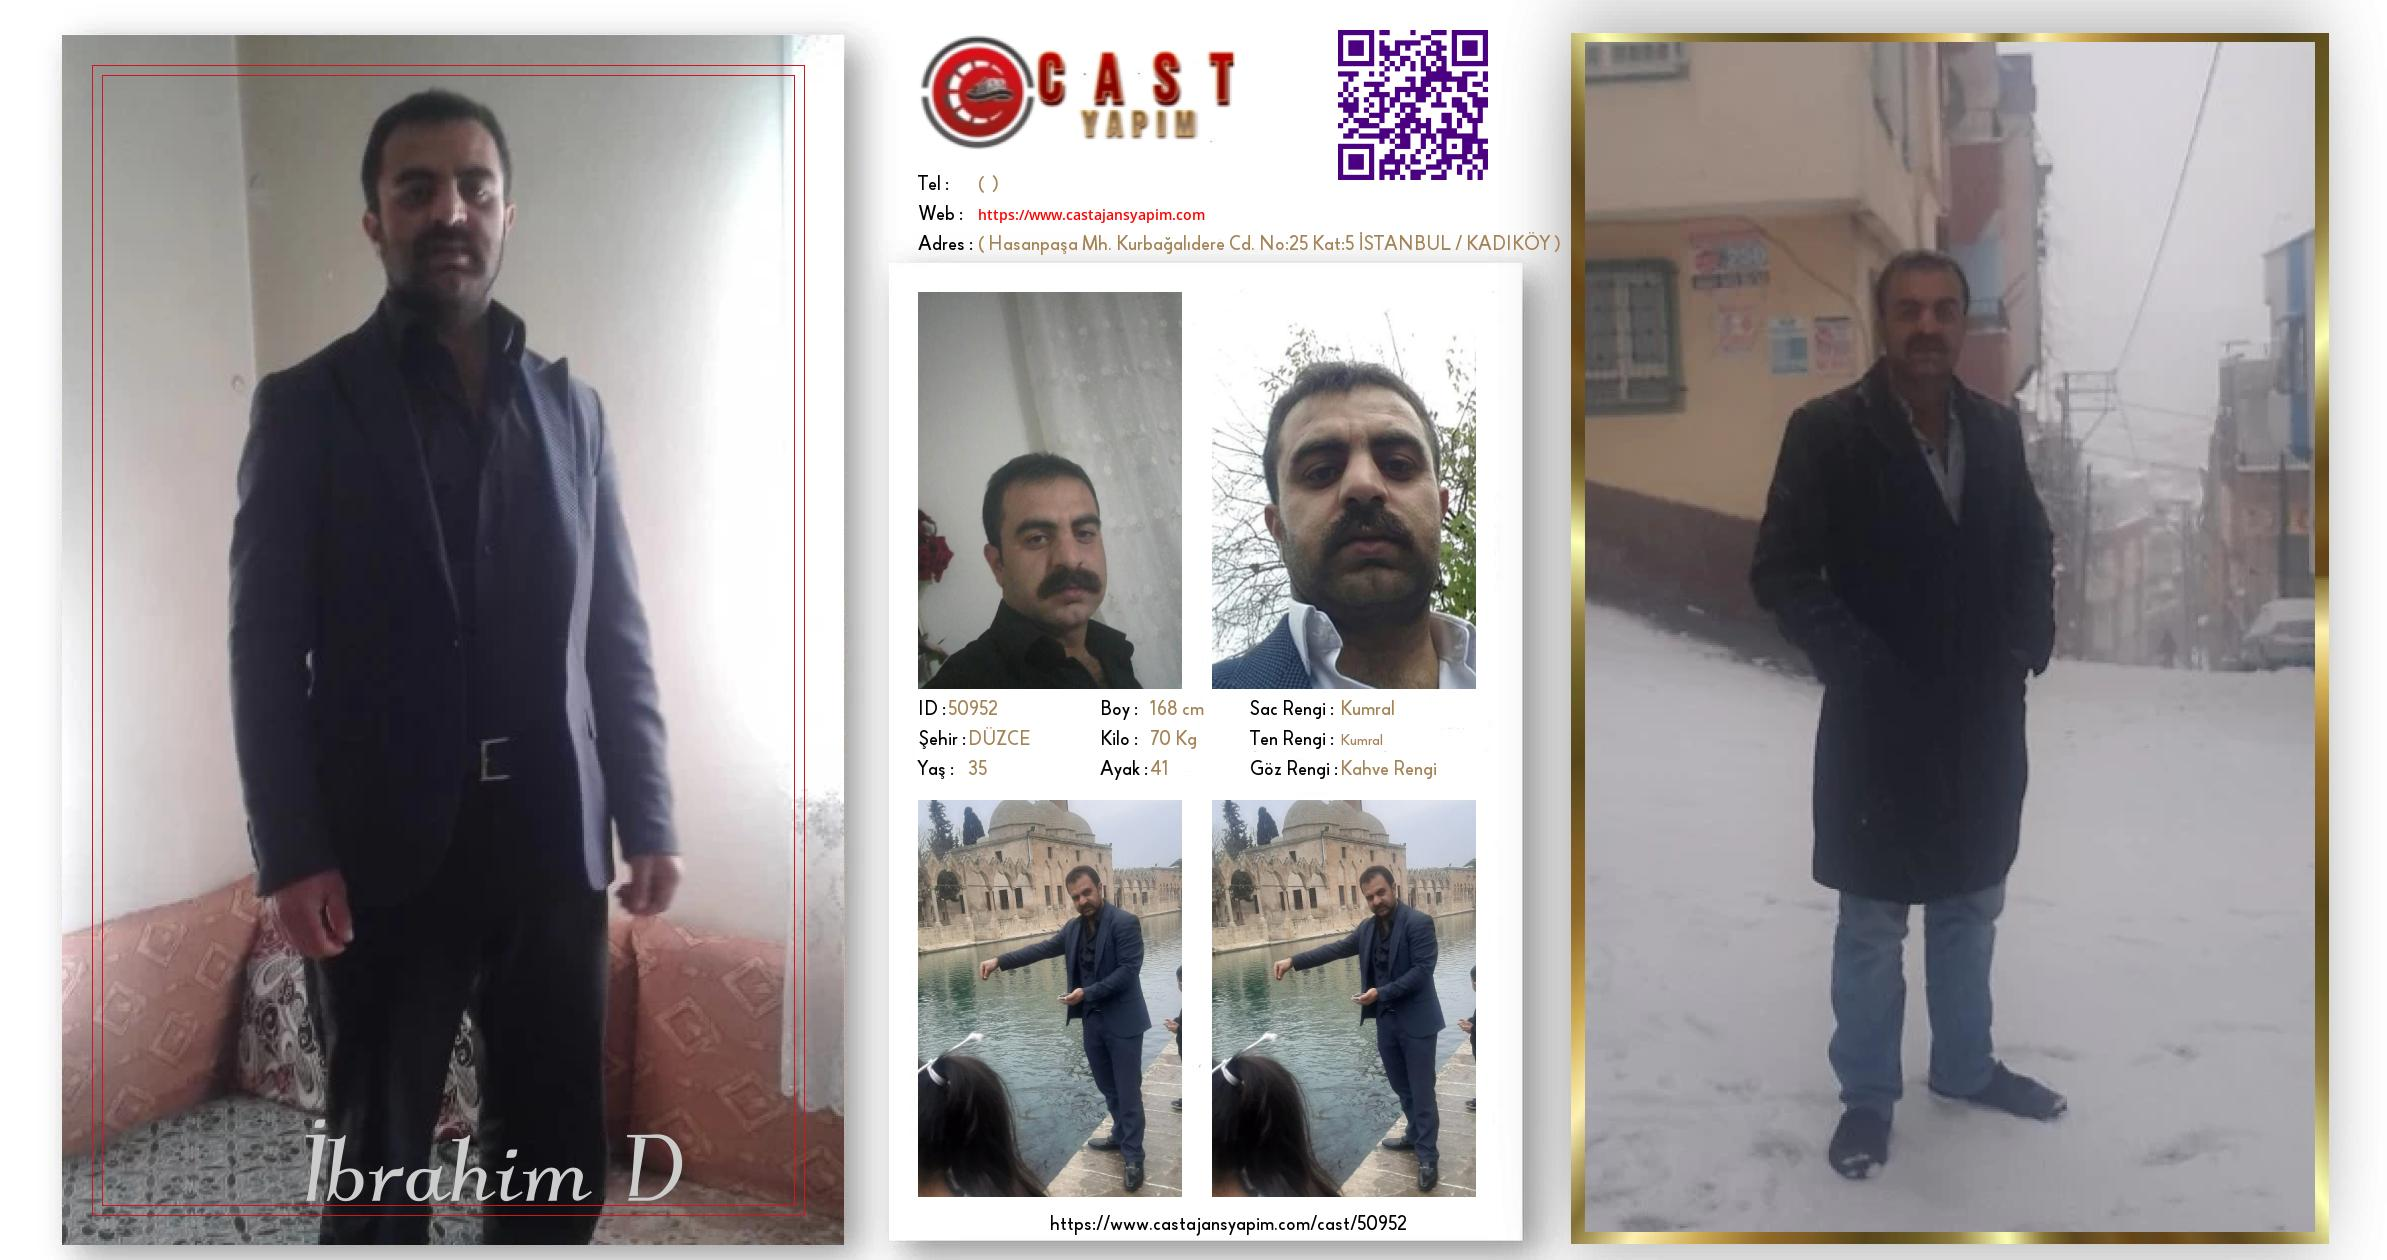 İbrahim D
CAST
YAPIM
Tel : ( )
Web : https://www.castajansyapim.com
Adres : ( Hasanpaşa Mh. Kurbağalıdere Cd. No:25 Kat:5 İSTANBUL / KADIKÖY )
ID : 50952 Boy : 168 cm Sac Rengi : Kumral
Şehir : DÜZCE Kilo : 70 Kg Ten Rengi : Kumral
Yaş : 35 Ayak : 41 Göz Rengi : Kahve Rengi
https://www.castajansyapim.com/cast/50952